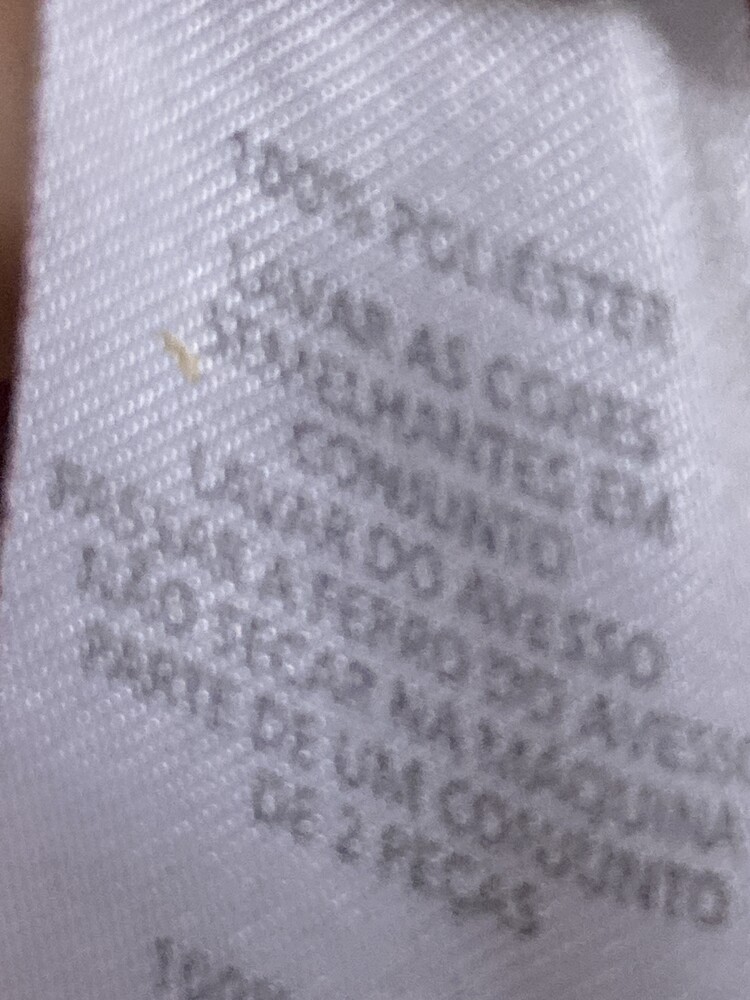 100% POLIÉSTER
LAVAR AS CORES
SEMELHANTES EM
CONJUNTO
LAVAR DO AVESSO
PASSAR A FERRO DO AVESSO
NÃO SECAR NA MÁQUINA
PARTE DE UM CONJUNTO
DE 2 PEÇAS
100%